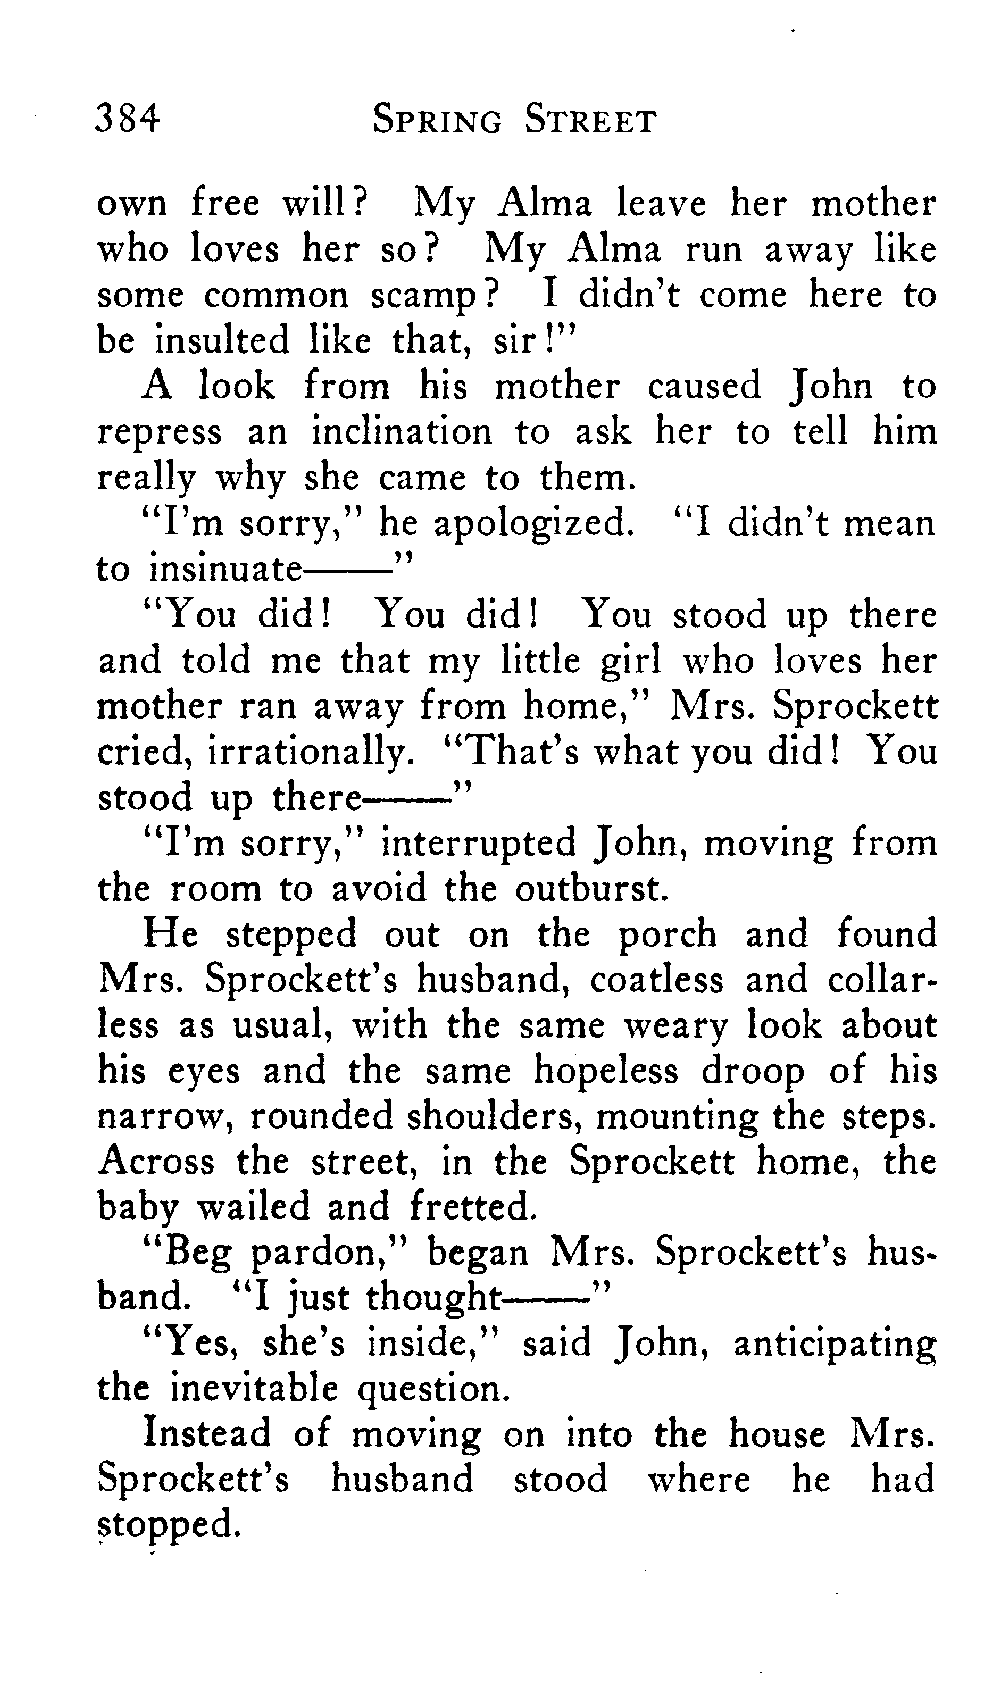 384 SPRING STREET
own free will? My Alma leave her mother
who loves her so? My Alma run away like
some common scamp? I didn't come here to
be insulted like that, sir!"
A look from his mother caused John to
repress an inclination to ask her to tell him
really why she came to them.
"I'm sorry," he apologized. "I didn't mean
to insinuate——"
"You did! You did! You stood up there
and told me that my little girl who loves her
mother ran away from home," Mrs. Sprockett
cried, irrationally. "That's what you did! You
stood up there——"
"I'm sorry," interrupted John, moving from
the room to avoid the outburst.
He stepped out on the porch and found
Mrs. Sprockett's husband, coatless and collar-
less as usual, with the same weary look about
his eyes and the same hopeless droop of his
narrow, rounded shoulders, mounting the steps.
Across the street, in the Sprockett home, the
baby wailed and fretted.
"Beg pardon," began Mrs. Sprockett's hus-
band. "I just thought——"
"Yes, she's inside," said John, anticipating
the inevitable question.
Instead of moving on into the house Mrs.
Sprockett's husband stood where he had
stopped.